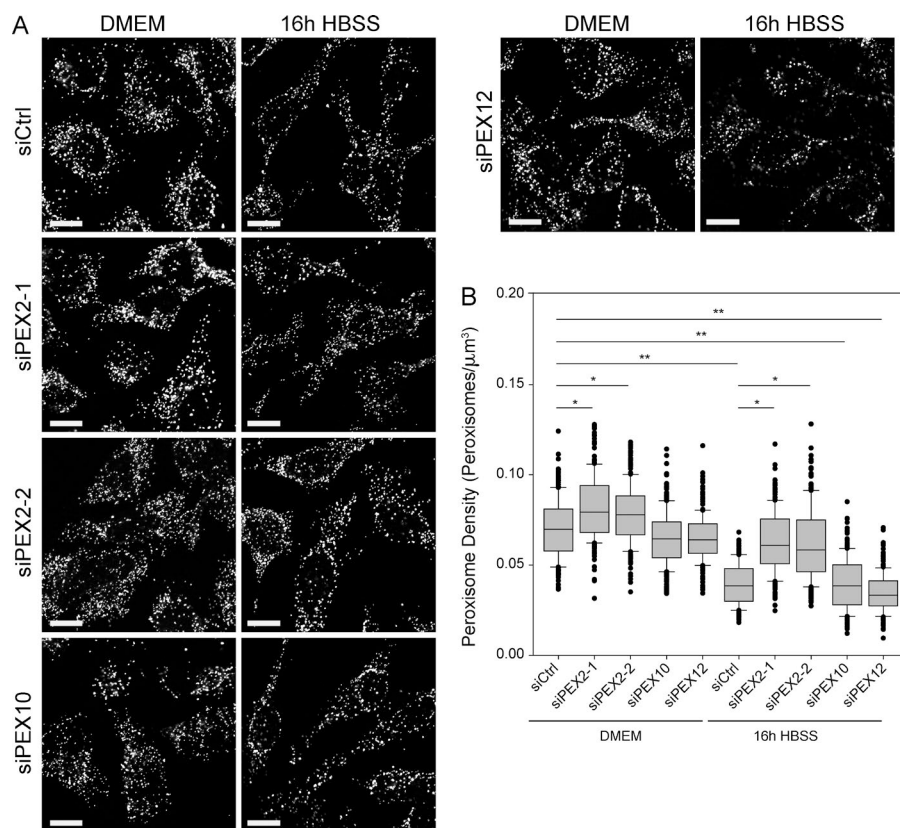 A
DMEM
16h HBSS
siCtrl
siPEX2-1
siPEX2-2
siPEX10
DMEM
16h HBSS
siPEX12
B
Peroxisome Density (Peroxisomes/μm³)
0.20
0.15
0.10
0.05
0.00
**
**
**
* *
* *
siCtrl siPEX2-1 siPEX2-2 siPEX10 siPEX12 siCtrl siPEX2-1 siPEX2-2 siPEX10 siPEX12
DMEM 16h HBSS